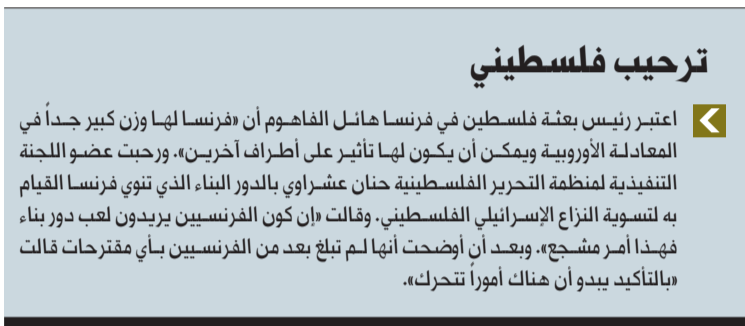 ترحيب فلسطيني
اعتبر رئيس بعثة فلسطين في فرنسا هائل الفاهوم أن «فرنسا لها وزن كبير جداً في
المعادلة الأوروبية ويمكن أن يكون لها تأثير على أطراف آخرين». ورحبت عضو اللجنة
التنفيذية لمنظمة التحرير الفلسطينية حنان عشراوي بالدور البناء الذي تنوي فرنسا القيام
به لتسوية النزاع الإسرائيلي الفلسطيني. وقالت «إن كون الفرنسيين يريدون لعب دور بناء
فهذا أمر مشجع». وبعد أن أوضحت أنها لم تبلغ بعد من الفرنسيين بأي مقترحات قالت
«بالتأكيد يبدو أن هناك أموراً تتحرك».